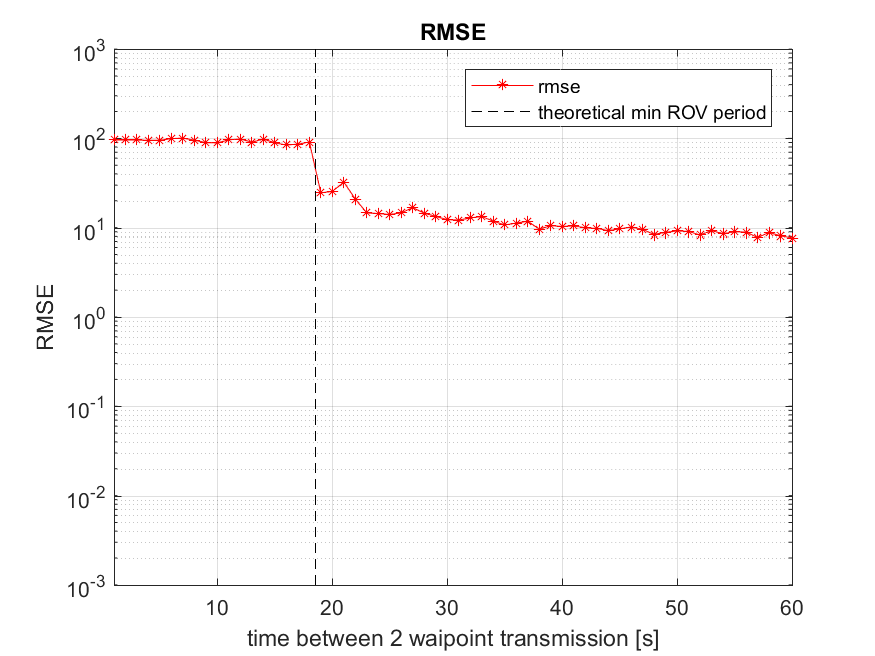 RMSE
10^3
10^2
10^1
10^0
10^-1
10^-2
10^-3
RMSE
rmse
theoretical min ROV period
10 20 30 40 50 60
time between 2 waipoint transmission [s]